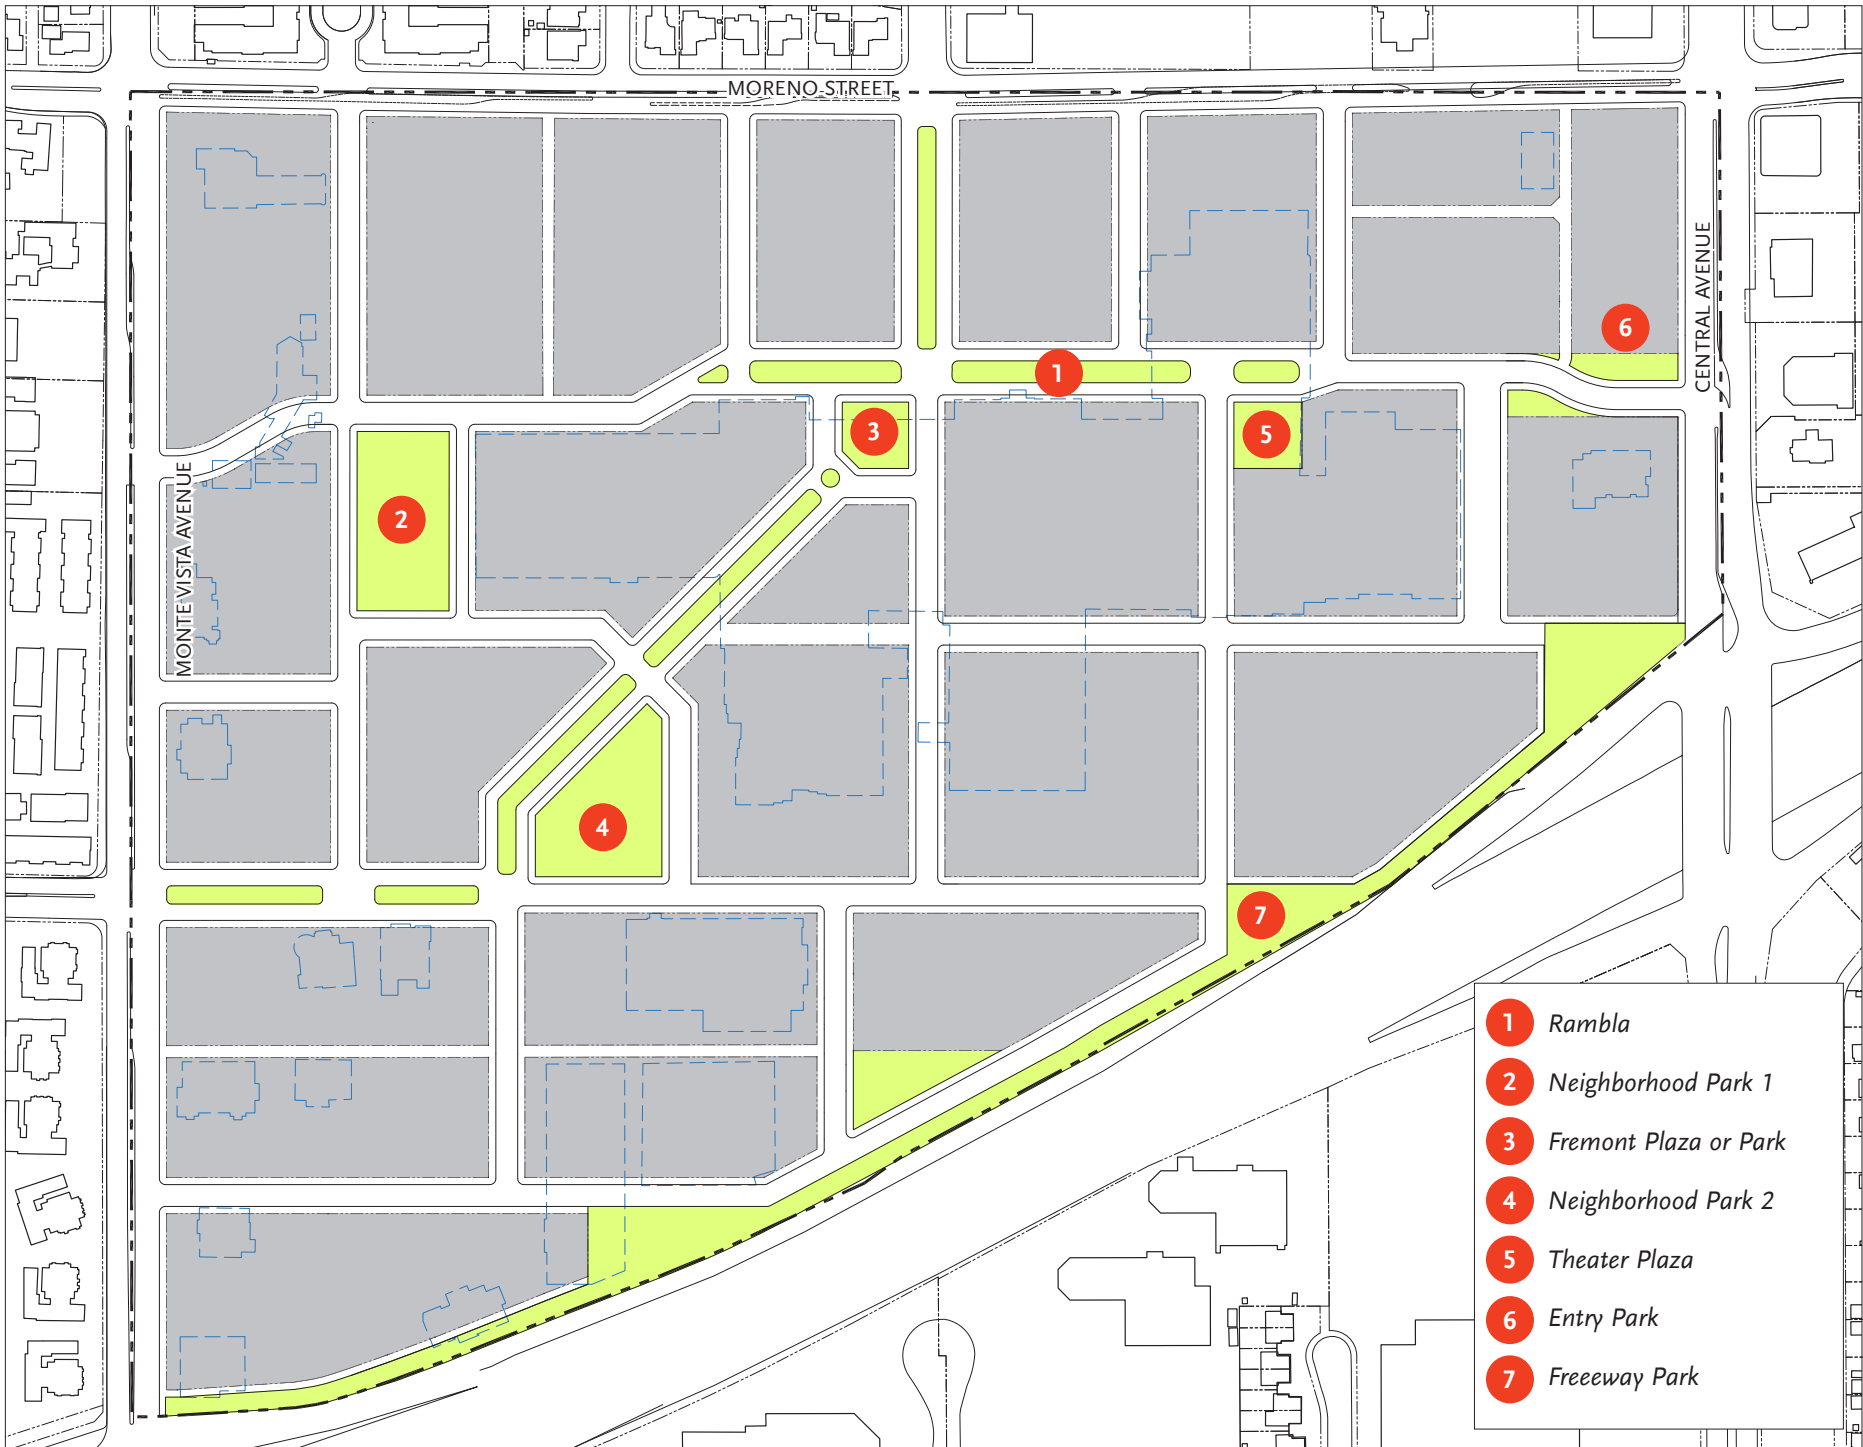 MORENO STREET
CENTRAL AVENUE
MONTE VISTA AVENUE
6
1
3
5
2
4
7
1 Rambla
2 Neighborhood Park 1
3 Fremont Plaza or Park
4 Neighborhood Park 2
5 Theater Plaza
6 Entry Park
7 Freeeway Park